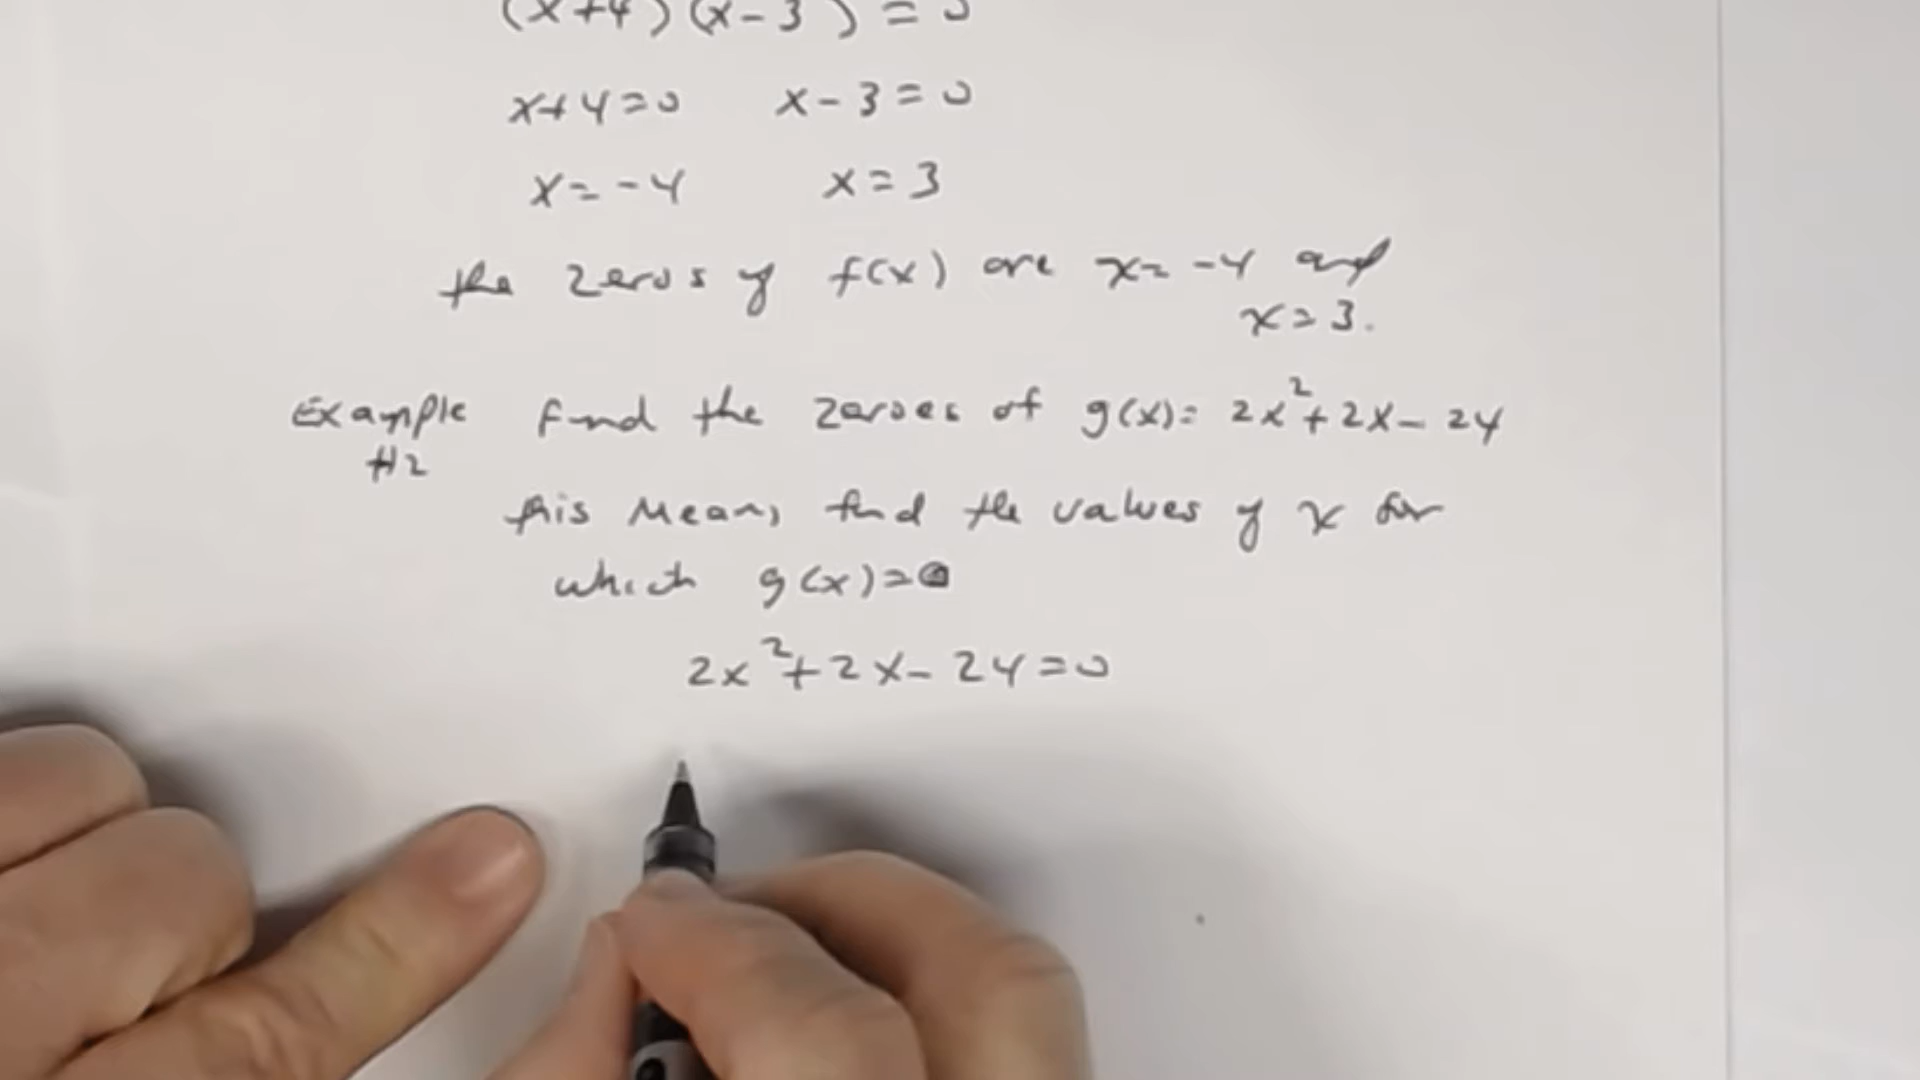 (x+4)(x-3)=0
x+4=0 x-3=0
x=-4 x=3
the zeros of f(x) are x=-4 and
x=3.
Example Find the zeroes of g(x)= 2x²+2x-24
#2
this means find the values of x for
which g(x)=0
2x²+2x-24=0